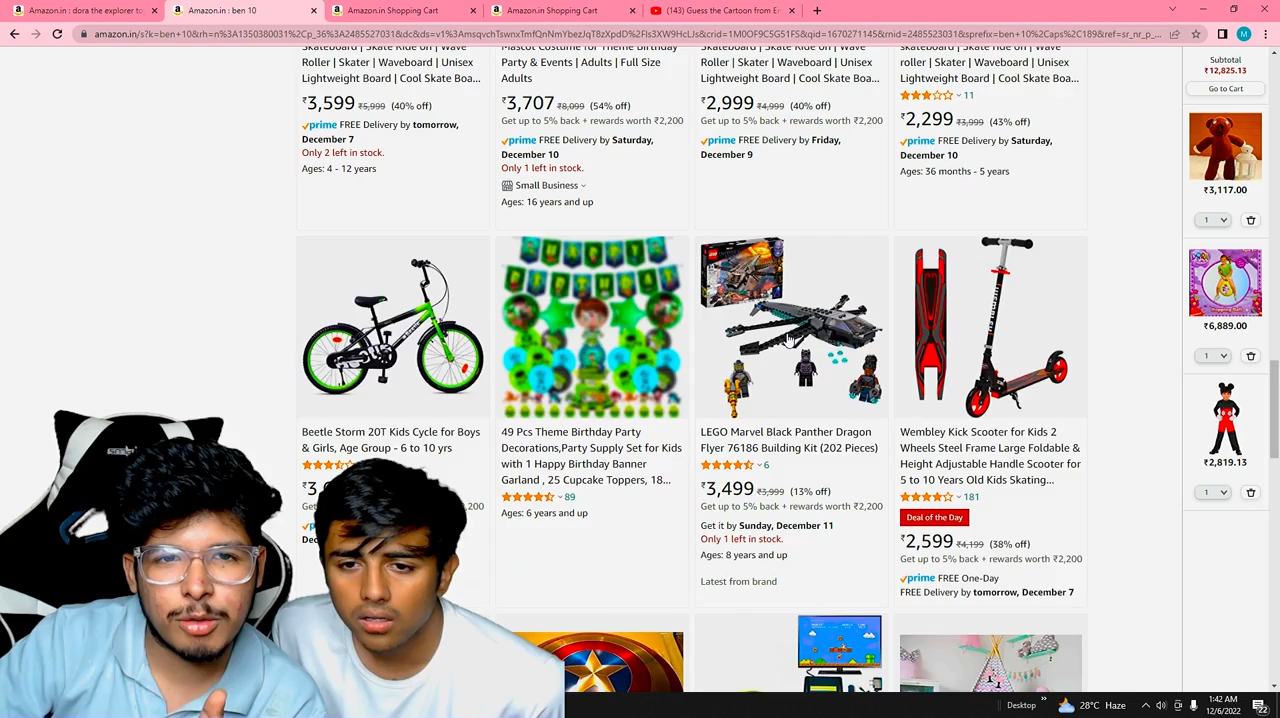 Amazon.in : dora the explorer to
Amazon.in : ben 10
Amazon.in Shopping Cart
Amazon.in Shopping Cart
(143) Guess the Cartoon from E
Skateboard | Skate Ride on |
Roller | Skater | Waveboard | Unisex
Lightweight Board | Cool Skate Boa...
₹3,599 ₹5,999 (40% off)
prime FREE Delivery by tomorrow,
December 7
Only 2 left in stock.
Ages: 4 - 12 years
Mascot Costume for Theme Birthday
Party & Events | Adults | Full Size
Adults
₹3,707 ₹8,099 (54% off)
Get up to 5% back + rewards worth ₹2,200
prime FREE Delivery by Saturday,
December 10
Only 1 left in stock.
Small Business
Ages: 16 years and up
Skateboard | Skate Ride on |
Roller | Skater | Waveboard | Unisex
Lightweight Board | Cool Skate Boa...
₹2,999 ₹4,999 (40% off)
Get up to 5% back + rewards worth ₹2,200
prime FREE Delivery by Friday,
December 9
skateboard | Skate ride on |
Roller | Skater | Waveboard | Unisex
Lightweight Board | Cool Skate Boa...
11
₹2,299 ₹3,999 (43% off)
prime FREE Delivery by Saturday,
December 10
Ages: 36 months - 5 years
Subtotal
₹12,825.13
Go to Cart
₹3,117.00
1
₹6,889.00
1
₹2,819.13
1
Beetle Storm 20T Kids Cycle for Boys
& Girls, Age Group - 6 to 10 yrs
49 Pcs Theme Birthday Party
Decorations,Party Supply Set for Kids
with 1 Happy Birthday Banner
Garland , 25 Cupcake Toppers, 18...
89
Ages: 6 years and up
LEGO Marvel Black Panther Dragon
Flyer 76186 Building Kit (202 Pieces)
6
₹3,499 ₹3,999 (13% off)
Get up to 5% back + rewards worth ₹2,200
Get it by Sunday, December 11
Only 1 left in stock.
Ages: 8 years and up
Latest from brand
Wembley Kick Scooter for Kids 2
Wheels Steel Frame Large Foldable
& Height Adjustable Handle Scooter for
5 to 10 Years Old Kids Skating...
181
Deal of the Day
₹2,599 ₹4,199 (38% off)
Get up to 5% back + rewards worth ₹2,200
prime FREE One-Day
FREE Delivery by tomorrow, December 7
Desktop
28°C Haze
1:42 AM
12/6/2022
22